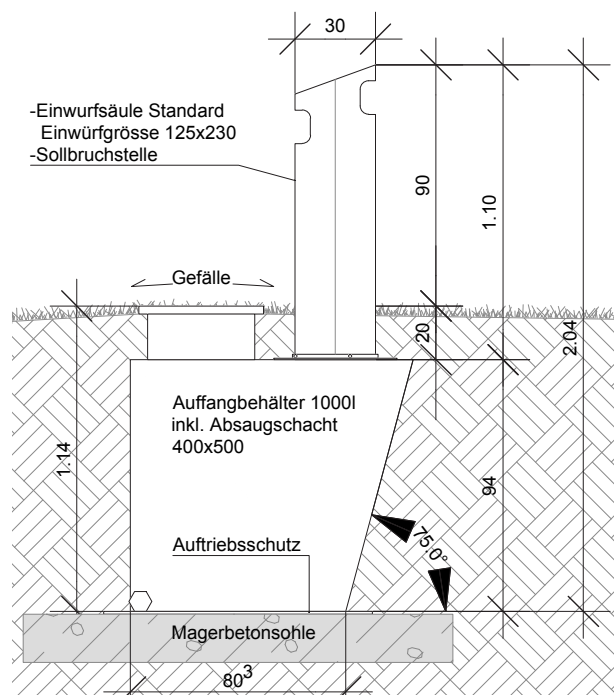 30
-Einwurfsäule Standard
Einwürfgrösse 125x230
-Sollbruchstelle
90
1.10
Gefälle
20
2.04
Auffangbehälter 1000l
inkl. Absaugschacht
400x500
1.14
94
75.0°
Auftriebsschutz
Magerbetonsohle
80³